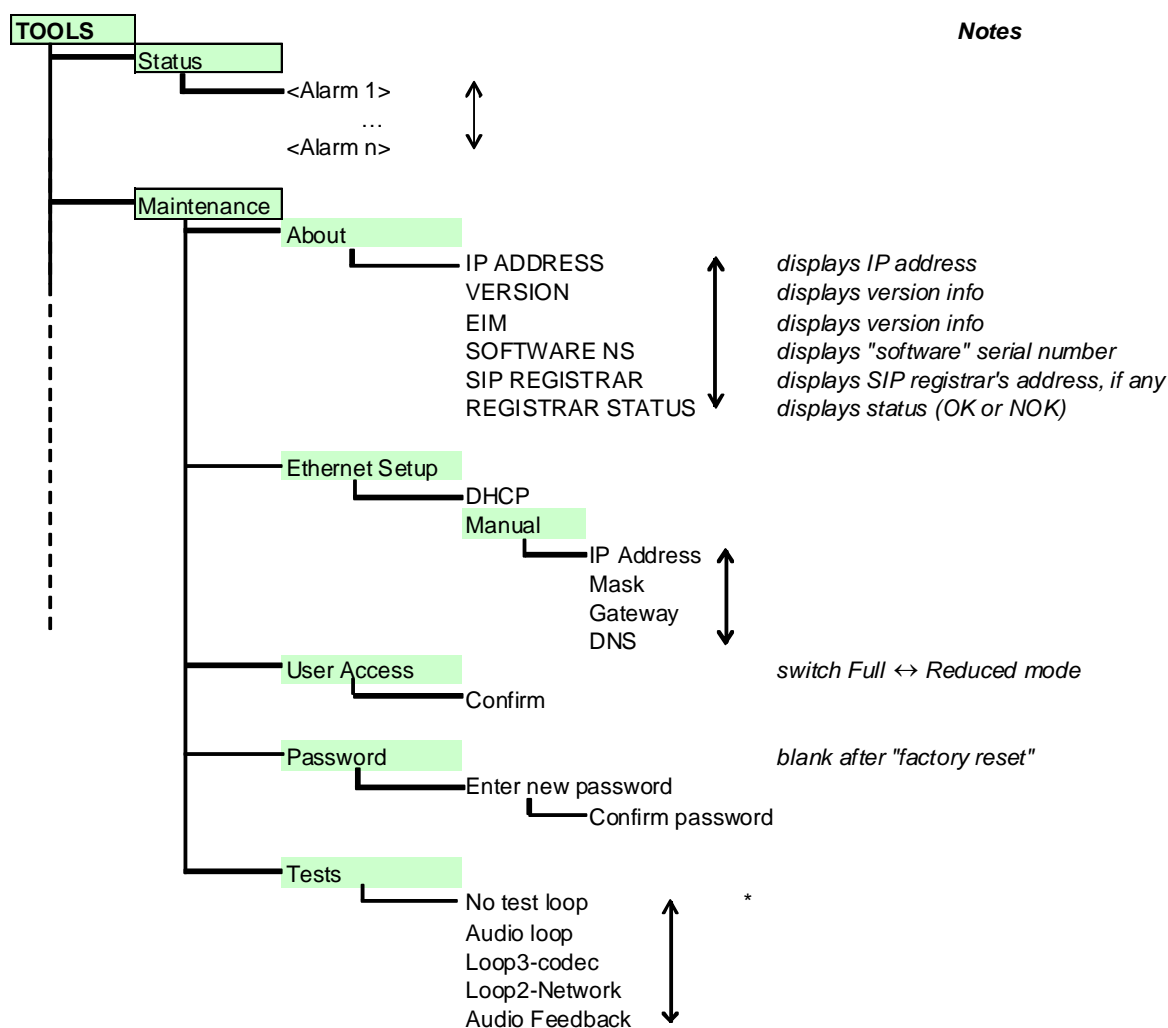 TOOLS Notes
Status
<Alarm 1>
…
<Alarm n>
Maintenance
About
IP ADDRESS displays IP address
VERSION displays version info
EIM displays version info
SOFTWARE NS displays "software" serial number
SIP REGISTRAR displays SIP registrar's address, if any
REGISTRAR STATUS displays status (OK or NOK)
Ethernet Setup
DHCP
Manual
IP Address
Mask
Gateway
DNS
User Access switch Full ↔ Reduced mode
Confirm
Password blank after "factory reset"
Enter new password
Confirm password
Tests
No test loop *
Audio loop
Loop3-codec
Loop2-Network
Audio Feedback